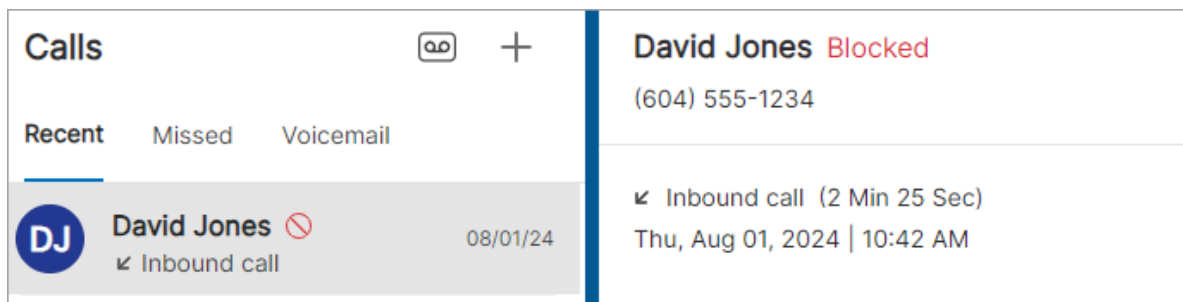 Calls
Recent Missed Voicemail
DJ
David Jones
08/01/24
Inbound call
David Jones Blocked
(604) 555-1234
Inbound call (2 Min 25 Sec)
Thu, Aug 01, 2024 | 10:42 AM